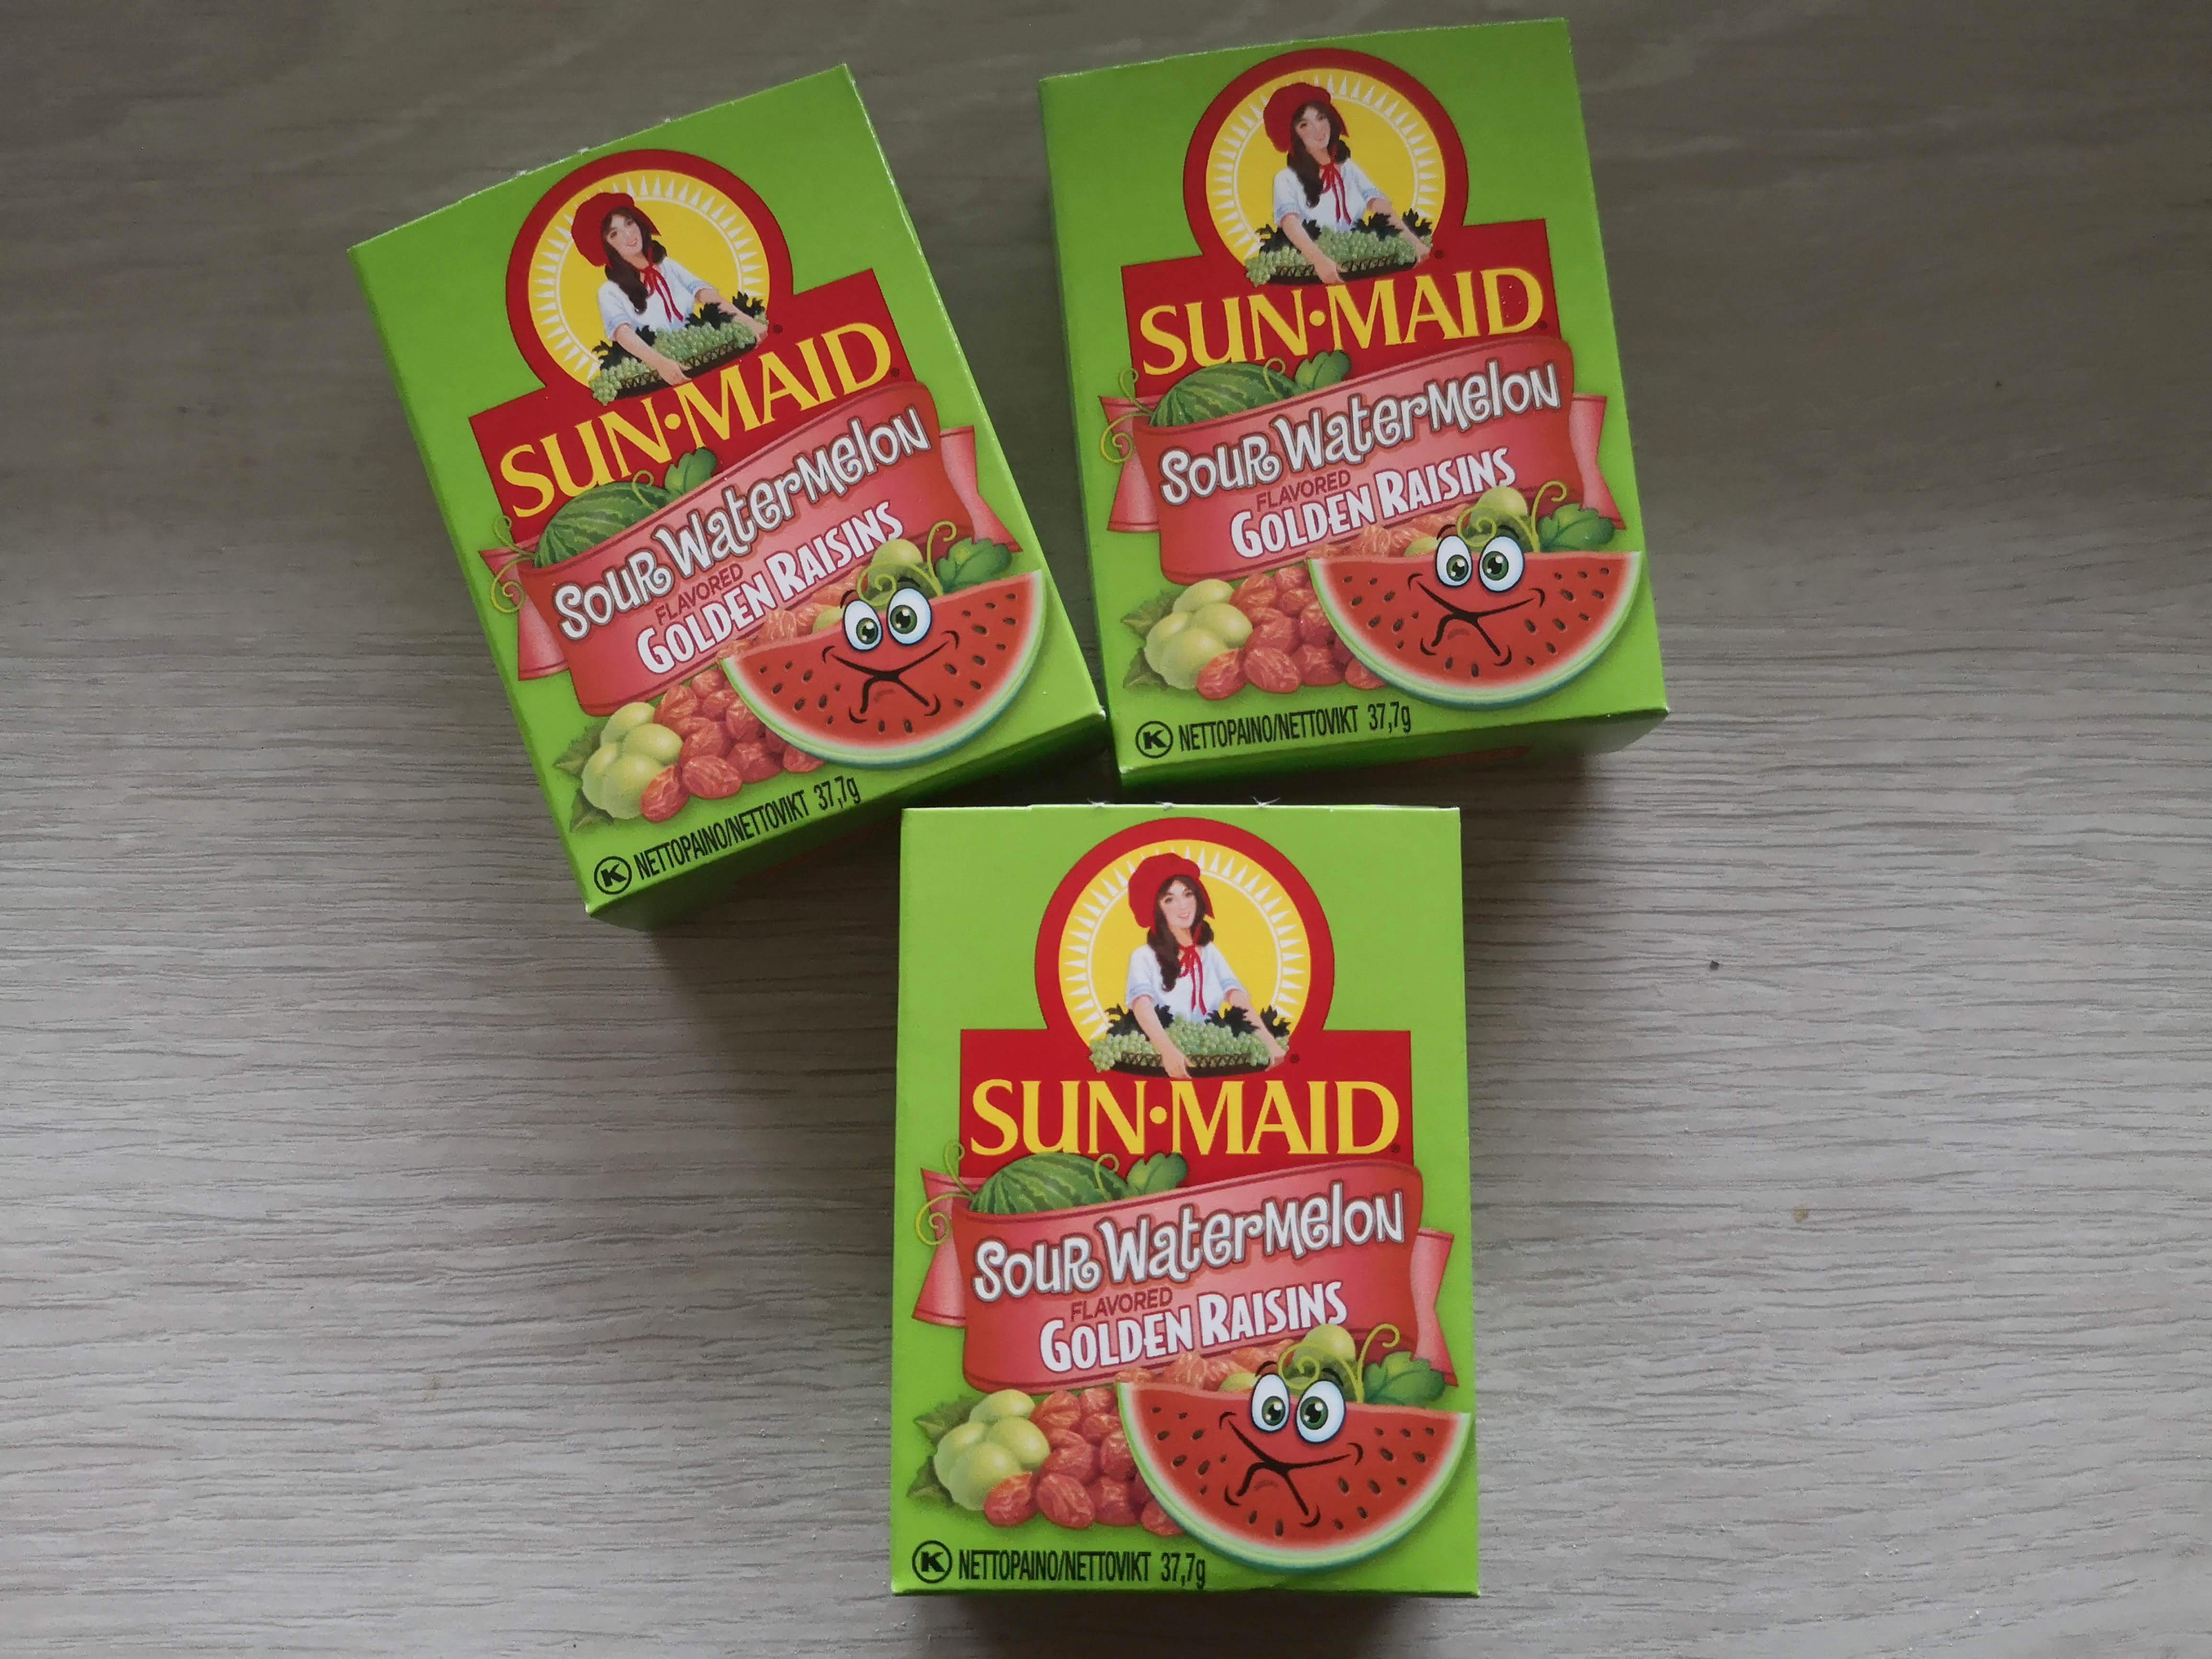 SUN·MAID®
SOUR WATERMELON
FLAVORED
GOLDEN RAISINS
K NETTOPAINO/NETTOVIKT 37,7g
SUN·MAID®
SOUR WATERMELON
FLAVORED
GOLDEN RAISINS
K NETTOPAINO/NETTOVIKT 37,7g
SUN·MAID®
SOUR WATERMELON
FLAVORED
GOLDEN RAISINS
K NETTOPAINO/NETTOVIKT 37,7g